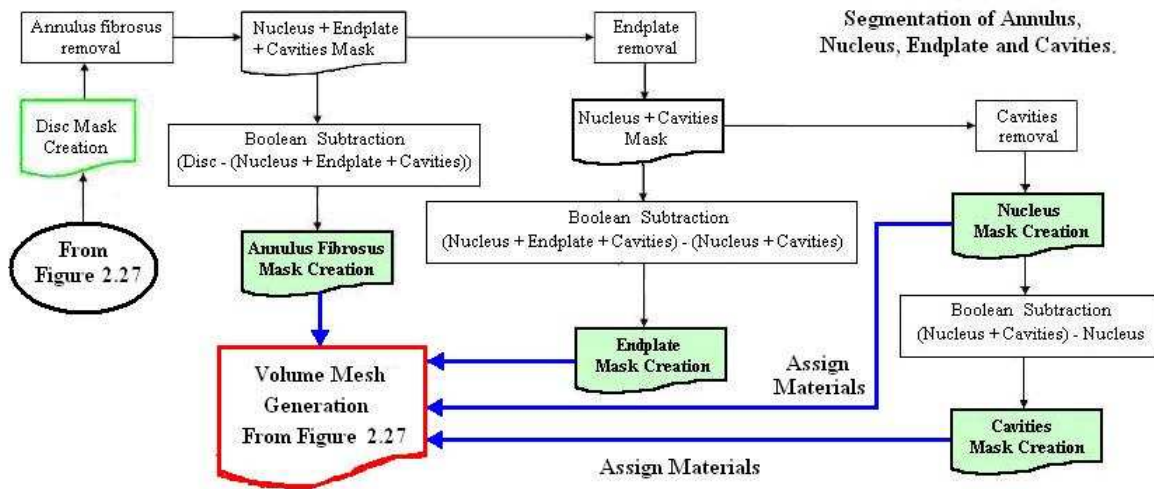 Annulus fibrosus
removal
Nucleus + Endplate
+ Cavities Mask
Endplate
removal
Segmentation of Annulus,
Nucleus, Endplate and Cavities.
Disc Mask
Creation
Boolean Subtraction
(Disc - (Nucleus + Endplate + Cavities))
Nucleus + Cavities
Mask
Cavities
removal
From
Figure 2.27
Annulus Fibrosus
Mask Creation
Boolean Subtraction
(Nucleus + Endplate + Cavities) - (Nucleus + Cavities)
Nucleus
Mask Creation
Boolean Subtraction
(Nucleus + Cavities) - Nucleus
Endplate
Mask Creation
Assign
Materials
Volume Mesh
Generation
From Figure 2.27
Cavities
Mask Creation
Assign Materials